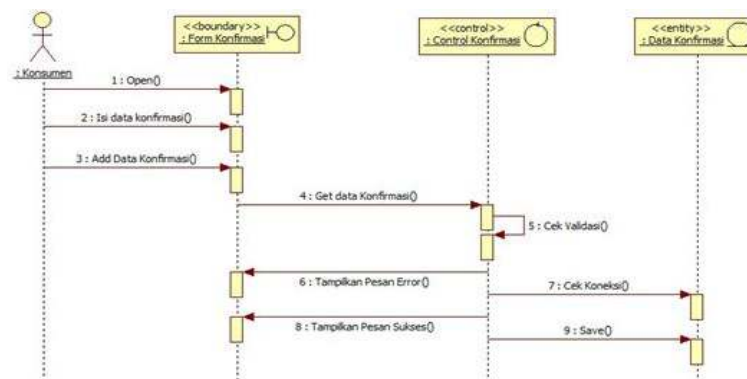 <<boundary>>
: Form Konfirmasi
<<control>>
: Control Konfirmasi
<<entity>>
: Data Konfirmasi
: Konsumen
1 : Open()
2 : Isi data konfirmasi()
3 : Add Data Konfirmasi()
4 : Get data Konfirmasi()
5 : Cek Validasi()
6 : Tampilkan Pesan Error()
7 : Cek Koneksi()
8 : Tampilkan Pesan Sukses()
9 : Save()